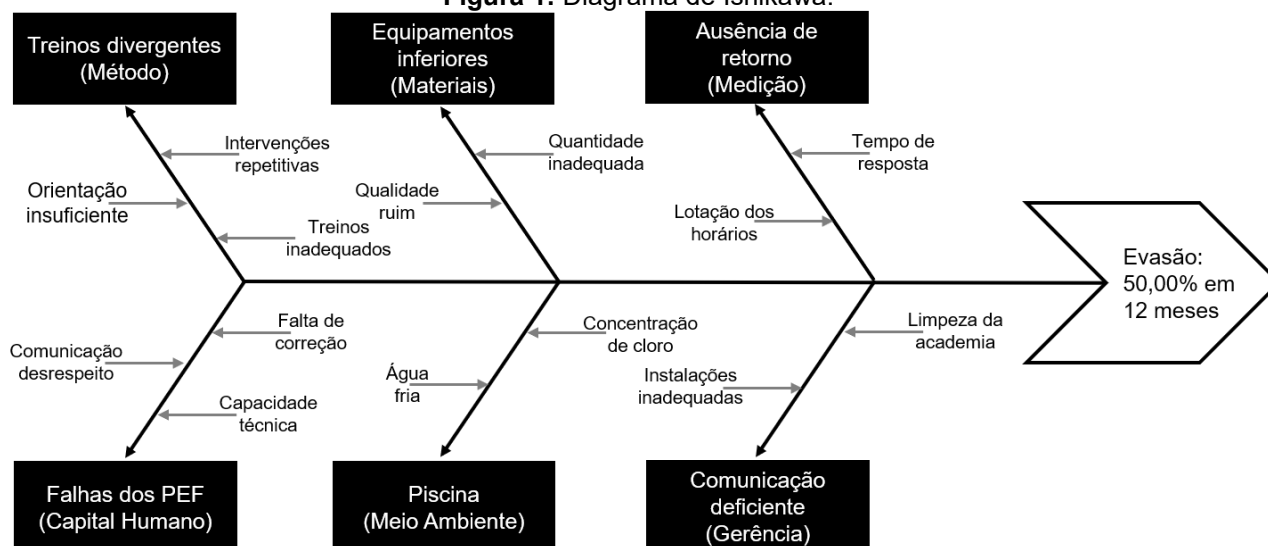 Figura 1. Diagrama de Ishikawa.
Treinos divergentes
(Método)
Equipamentos
inferiores
(Materiais)
Ausência de
retorno
(Medição)
Intervenções
repetitivas
Orientação
insuficiente
Treinos
inadequados
Quantidade
inadequada
Qualidade
ruim
Tempo de
resposta
Lotação dos
horários
Evasão:
50,00% em
12 meses
Falta de
correção
Comunicação
desrespeito
Capacidade
técnica
Concentração
de cloro
Água
fria
Limpeza da
academia
Instalações
inadequadas
Falhas dos PEF
(Capital Humano)
Piscina
(Meio Ambiente)
Comunicação
deficiente
(Gerência)